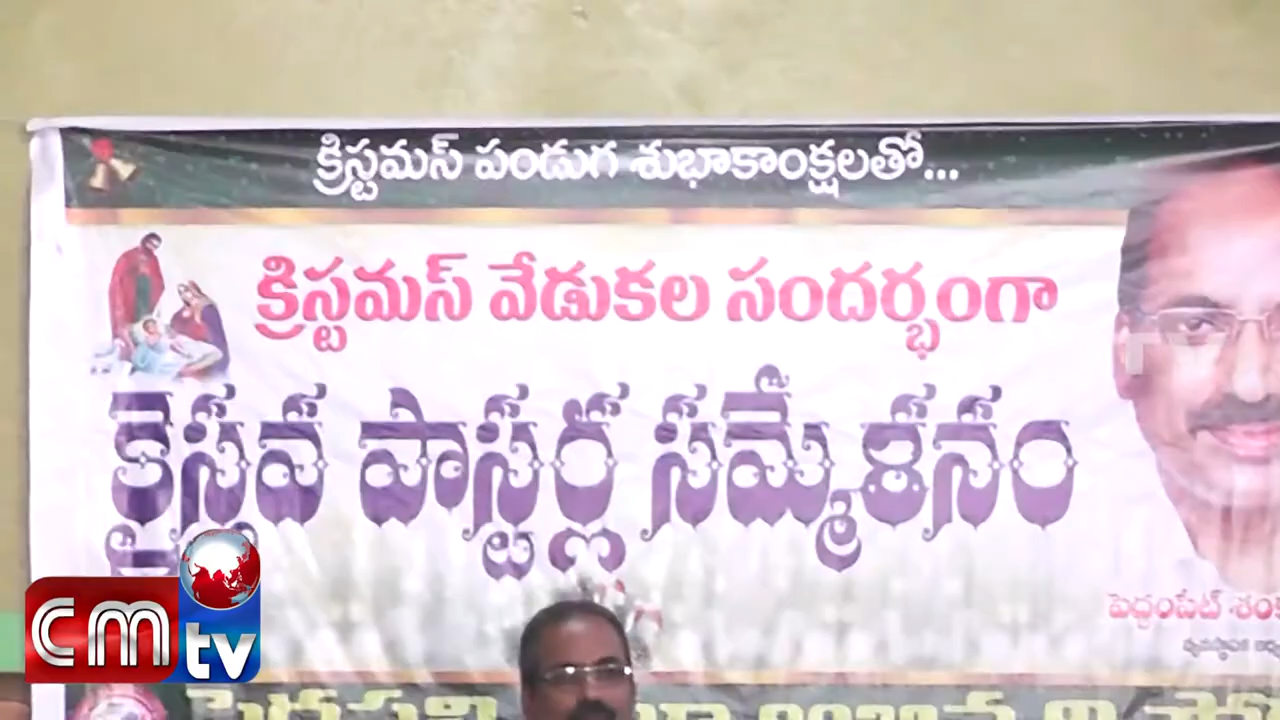 క్రిస్టమస్ పండుగ శుభాకాంక్షలతో...
క్రిస్టమస్ వేడుకల సందర్భంగా
క్రైస్తవ పాస్టర్ల సమ్మేళనం
పెద్దంపేట్
CM tv